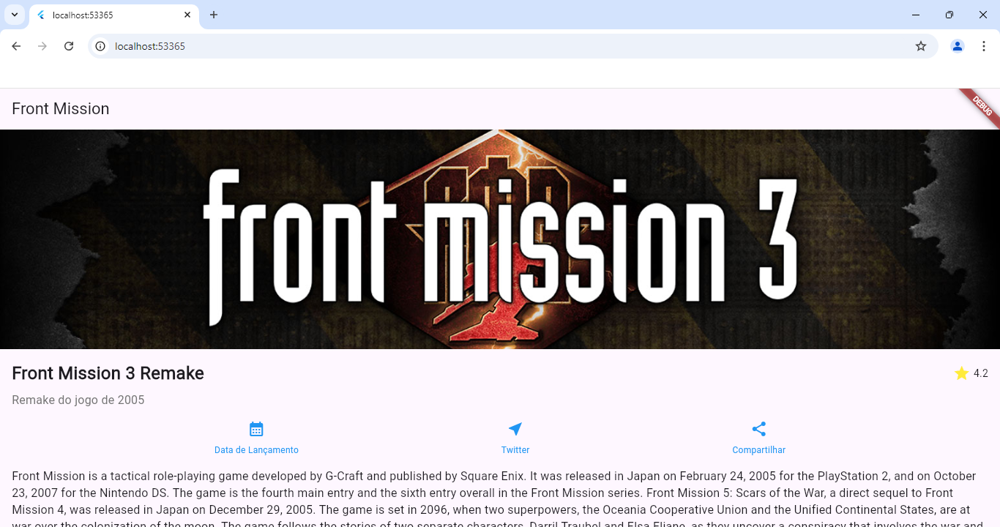 localhost:53365
localhost:53365
Front Mission
DEBUG
front mission 3
Front Mission 3 Remake
4.2
Remake do jogo de 2005
Data de Lançamento
Twitter
Compartilhar
Front Mission is a tactical role-playing game developed by G-Craft and published by Square Enix. It was released in Japan on February 24, 2005 for the PlayStation 2, and on October
23, 2007 for the Nintendo DS. The game is the fourth main entry and the sixth entry overall in the Front Mission series. Front Mission 5: Scars of the War, a direct sequel to Front
Mission 4, was released in Japan on December 29, 2005. The game is set in 2096, when two superpowers, the Oceania Cooperative Union and the Unified Continental States, are at
war over the colonization of the moon. The game follows the stories of two separate characters, Darril Traubel and Elsa Eliane, as they uncover a conspiracy that involves the war and